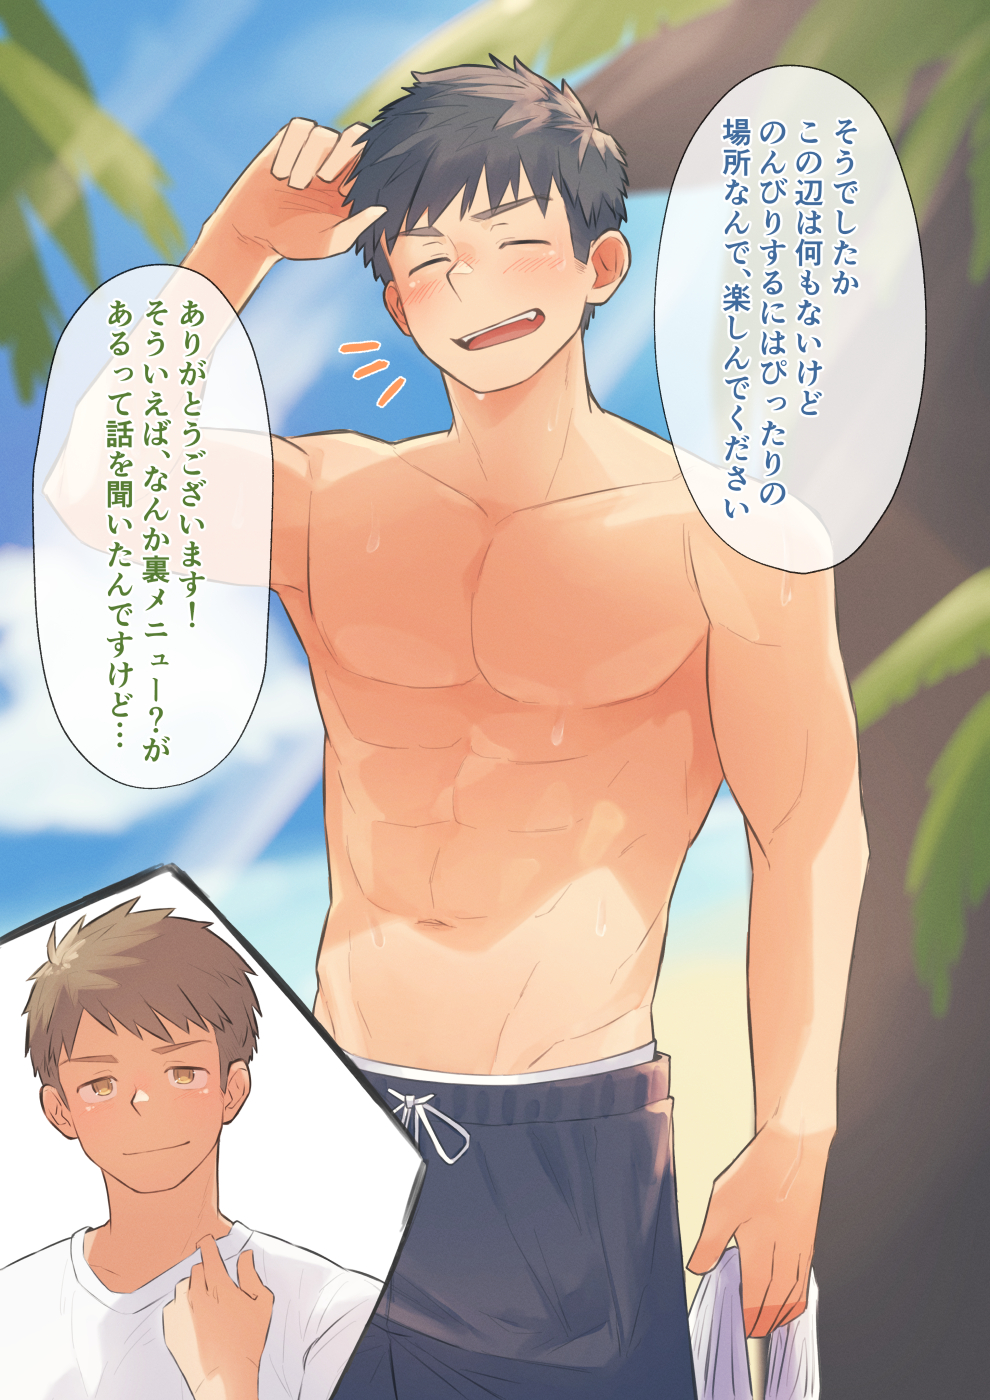 そうでしたか
この辺は何もないけど
のんびりするにはぴったりの
場所なんで、楽しんでください
ありがとうございます！
そういえば、なんか裏メニュー？が
あるって話を聞いたんですけど…